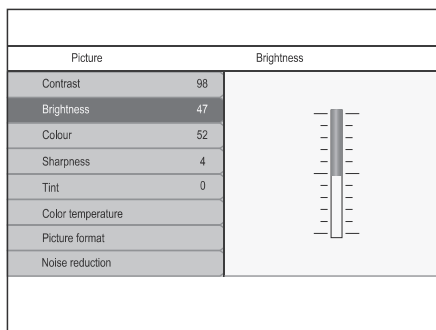 Picture Brightness
Contrast 98
Brightness 47
Colour 52
Sharpness 4
Tint 0
Color temperature
Picture format
Noise reduction